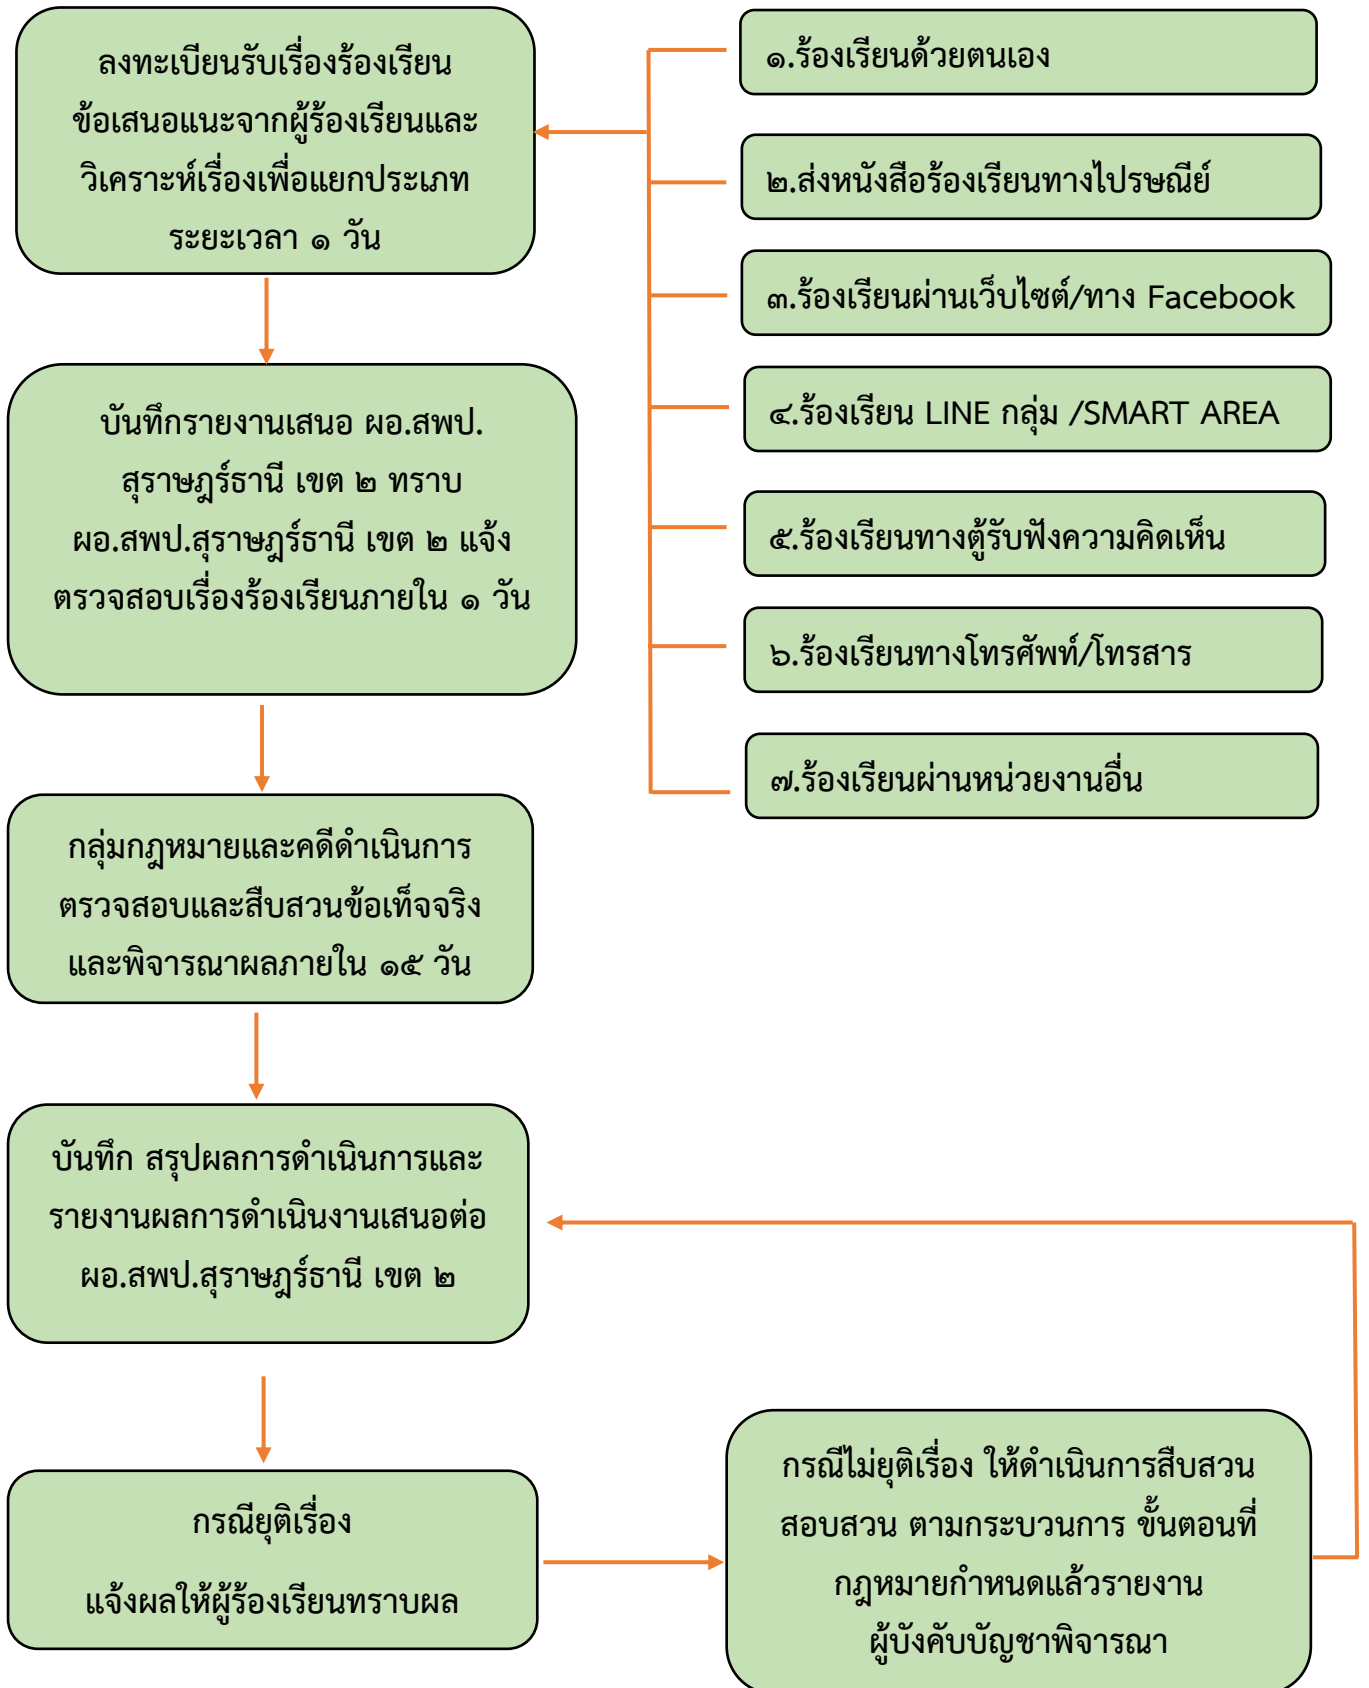 ลงทะเบียนรับเรื่องร้องเรียน
ข้อเสนอแนะจากผู้ร้องเรียนและ
วิเคราะห์เรื่องเพื่อแยกประเภท
ระยะเวลา ๑ วัน
๑.ร้องเรียนด้วยตนเอง
๒.ส่งหนังสือร้องเรียนทางไปรษณีย์
๓.ร้องเรียนผ่านเว็บไซต์/ทาง Facebook
๔.ร้องเรียน LINE กลุ่ม /SMART AREA
๕.ร้องเรียนทางตู้รับฟังความคิดเห็น
๖.ร้องเรียนทางโทรศัพท์/โทรสาร
๗.ร้องเรียนผ่านหน่วยงานอื่น
บันทึกรายงานเสนอ ผอ.สพป.
สุราษฎร์ธานี เขต ๒ ทราบ
ผอ.สพป.สุราษฎร์ธานี เขต ๒ แจ้ง
ตรวจสอบเรื่องร้องเรียนภายใน ๑ วัน
กลุ่มกฎหมายและคดีดำเนินการ
ตรวจสอบและสืบสวนข้อเท็จจริง
และพิจารณาผลภายใน ๑๕ วัน
บันทึก สรุปผลการดำเนินการและ
รายงานผลการดำเนินงานเสนอต่อ
ผอ.สพป.สุราษฎร์ธานี เขต ๒
กรณียุติเรื่อง
แจ้งผลให้ผู้ร้องเรียนทราบผล
กรณีไม่ยุติเรื่อง ให้ดำเนินการสืบสวน
สอบสวน ตามกระบวนการ ขั้นตอนที่
กฎหมายกำหนดแล้วรายงาน
ผู้บังคับบัญชาพิจารณา